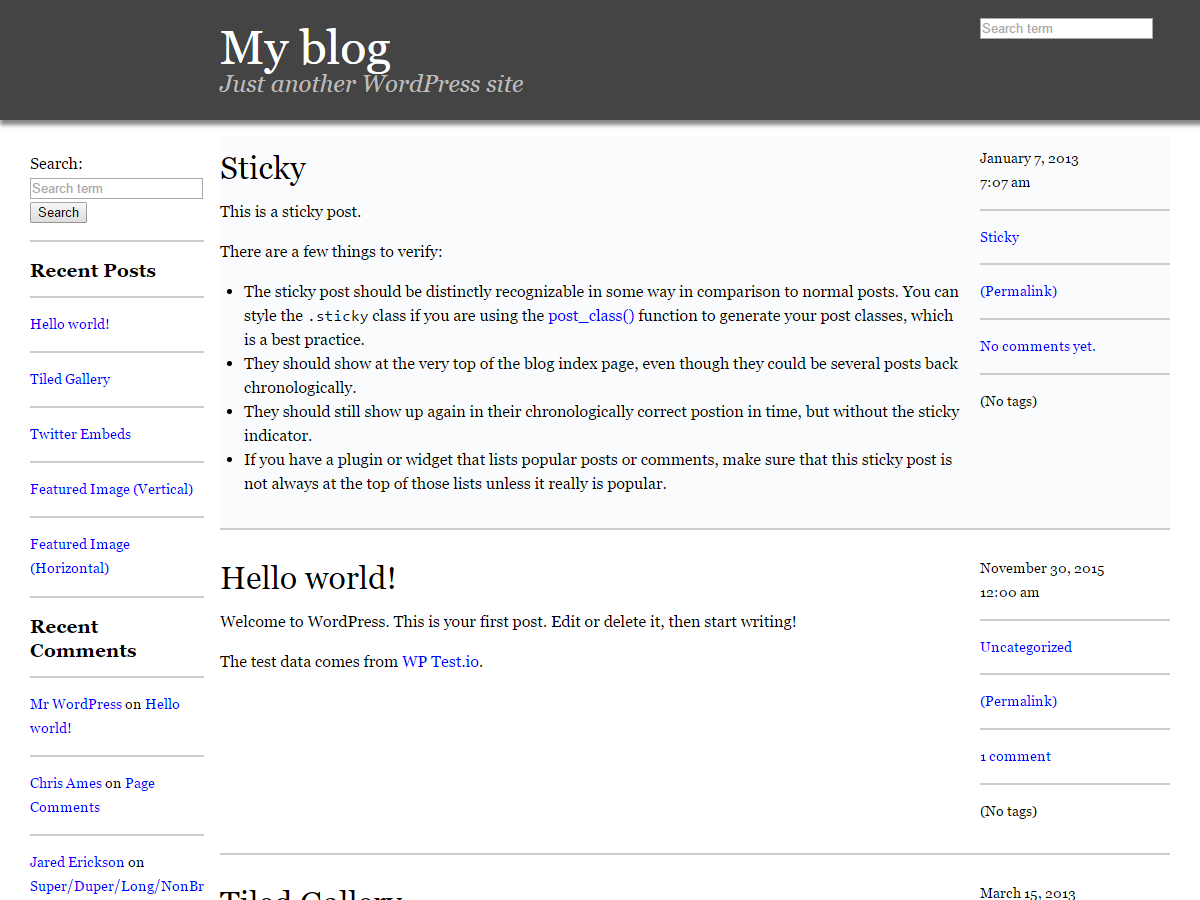 My blog
Just another WordPress site
Search term
Search:
Search term
Search
Recent Posts
Hello world!
Tiled Gallery
Twitter Embeds
Featured Image (Vertical)
Featured Image
(Horizontal)
Recent
Comments
Mr WordPress on Hello
world!
Chris Ames on Page
Comments
Jared Erickson on
Super/Duper/Long/NonBr
Sticky
This is a sticky post.
There are a few things to verify:
• The sticky post should be distinctly recognizable in some way in comparison to normal posts. You can
style the .sticky class if you are using the post_class() function to generate your post classes, which
is a best practice.
• They should show at the very top of the blog index page, even though they could be several posts back
chronologically.
• They should still show up again in their chronologically correct postion in time, but without the sticky
indicator.
• If you have a plugin or widget that lists popular posts or comments, make sure that this sticky post is
not always at the top of those lists unless it really is popular.
January 7, 2013
7:07 am
Sticky
(Permalink)
No comments yet.
(No tags)
Hello world!
Welcome to WordPress. This is your first post. Edit or delete it, then start writing!
The test data comes from WP Test.io.
November 30, 2015
12:00 am
Uncategorized
(Permalink)
1 comment
(No tags)
Tiled Gallery
March 15, 2013